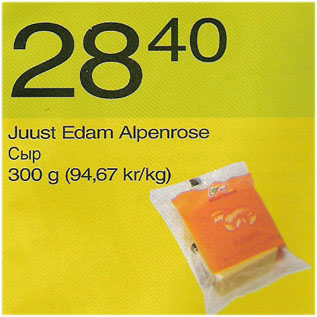 28 40
Juust Edam Alpenrose
Сыр
300 g (94,67 kr/kg)